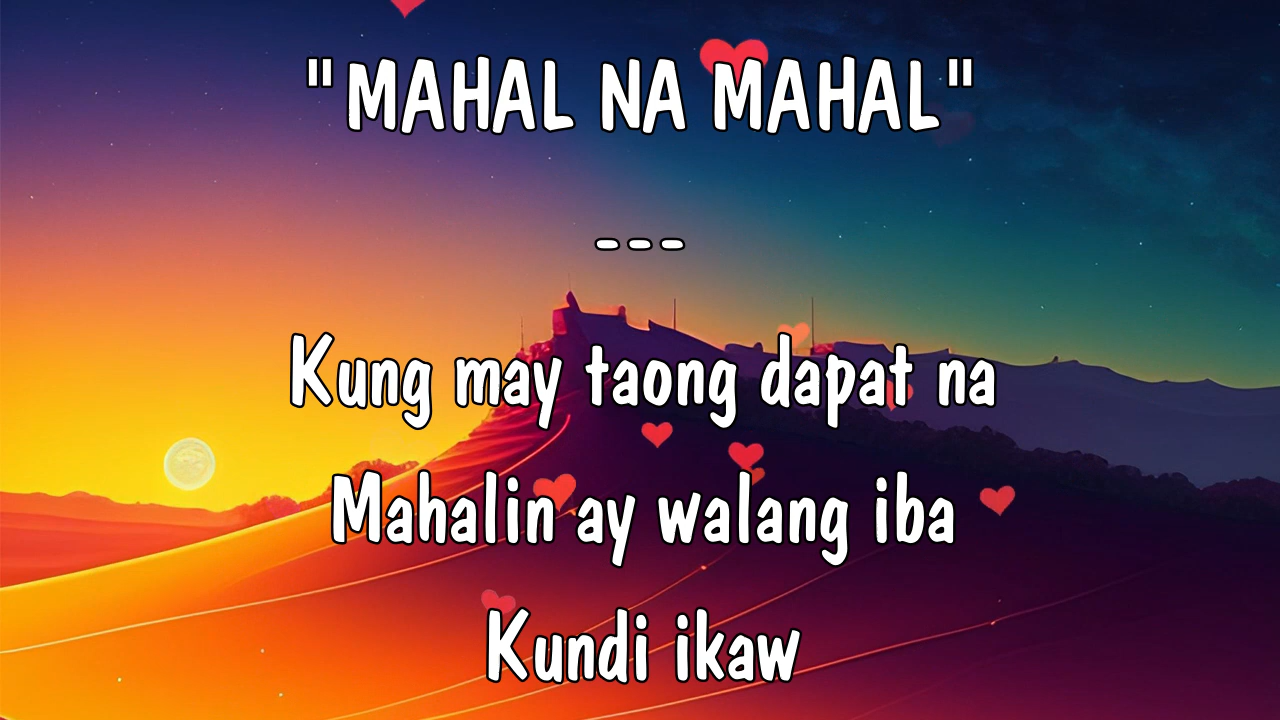 "MAHAL NA MAHAL"
---
Kung may taong dapat na
Mahalin ay walang iba
Kundi ikaw